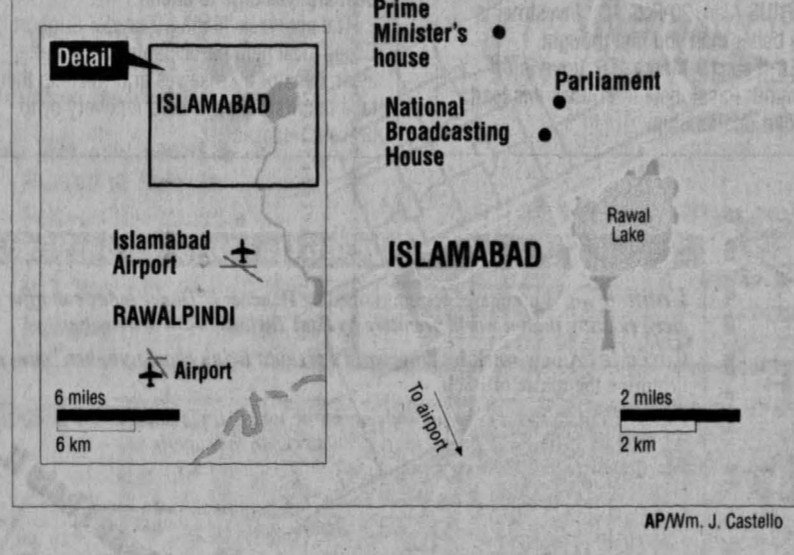 Prime
Minister's
house
Detail
ISLAMABAD
Parliament
National
Broadcasting
House
Rawal
Lake
Islamabad
Airport
ISLAMABAD
RAWALPINDI
Airport
To airport
6 miles
6 km
2 miles
2 km
AP/Wm. J. Castello